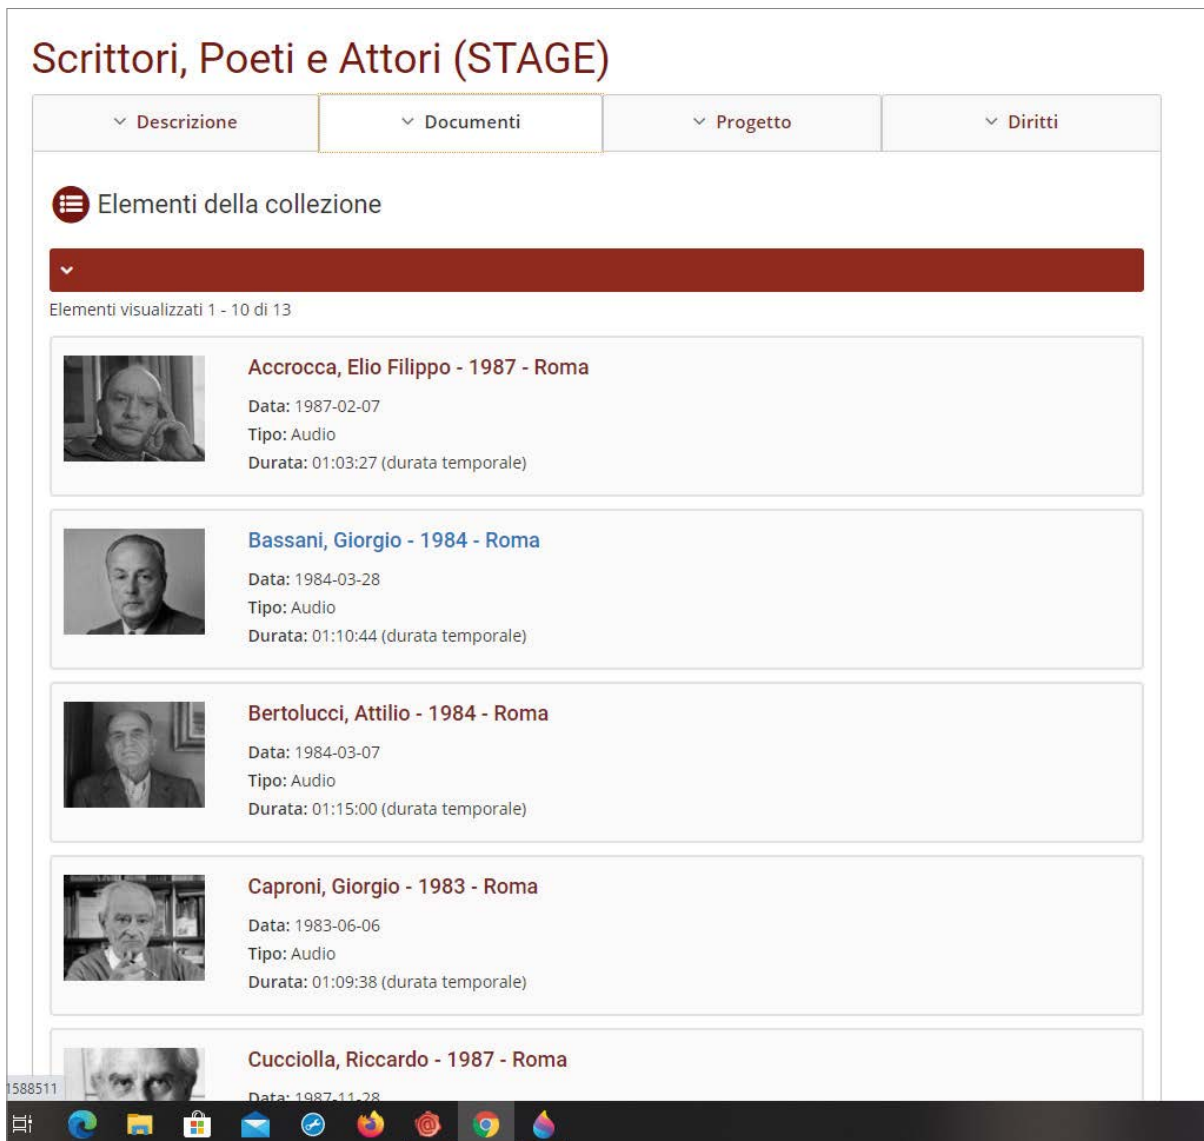 Scrittori, Poeti e Attori (STAGE)
Descrizione
Documenti
Progetto
Diritti
Elementi della collezione
Elementi visualizzati 1 - 10 di 13
Accrocca, Elio Filippo - 1987 - Roma
Data: 1987-02-07
Tipo: Audio
Durata: 01:03:27 (durata temporale)
Bassani, Giorgio - 1984 - Roma
Data: 1984-03-28
Tipo: Audio
Durata: 01:10:44 (durata temporale)
Bertolucci, Attilio - 1984 - Roma
Data: 1984-03-07
Tipo: Audio
Durata: 01:15:00 (durata temporale)
Caproni, Giorgio - 1983 - Roma
Data: 1983-06-06
Tipo: Audio
Durata: 01:09:38 (durata temporale)
Cucciolla, Riccardo - 1987 - Roma
Data: 1987-11-28
1588511